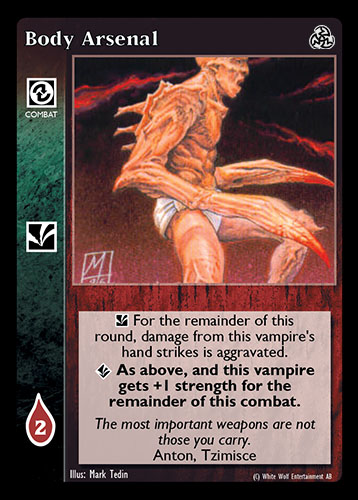 Body Arsenal
COMBAT
For the remainder of this
round, damage from this vampire's
hand strikes is aggravated.
As above, and this vampire
gets +1 strength for the
remainder of this combat.
The most important weapons are not
those you carry.
Anton, Tzimisce
2
Illus: Mark Tedin
(C) White Wolf Entertainment AB